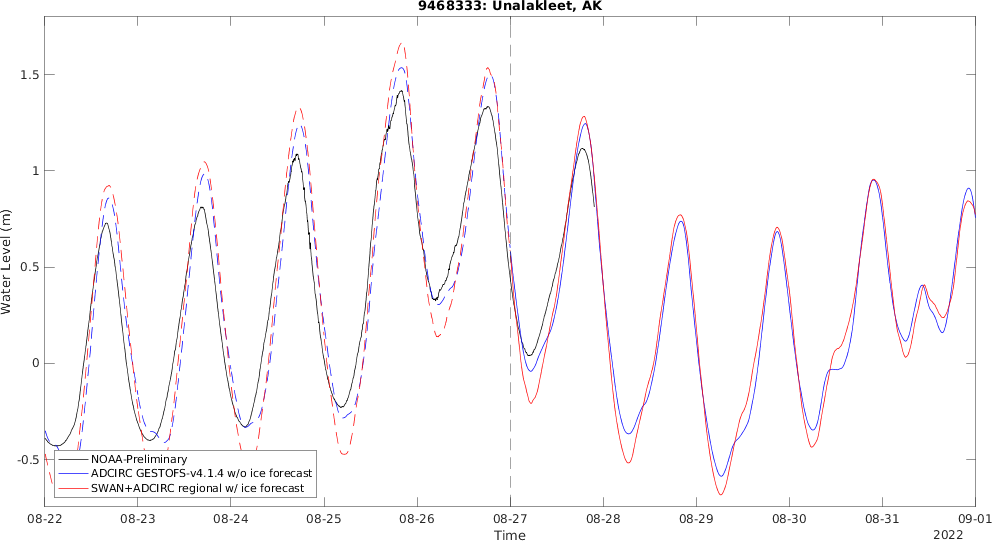 9468333: Unalakleet, AK
Water Level (m)
1.5
1
0.5
0
-0.5
NOAA-Preliminary
ADCIRC GESTOFS-v4.1.4 w/o ice forecast
SWAN+ADCIRC regional w/ ice forecast
08-22 08-23 08-24 08-25 08-26 08-27 08-28 08-29 08-30 08-31 09-01
Time
2022